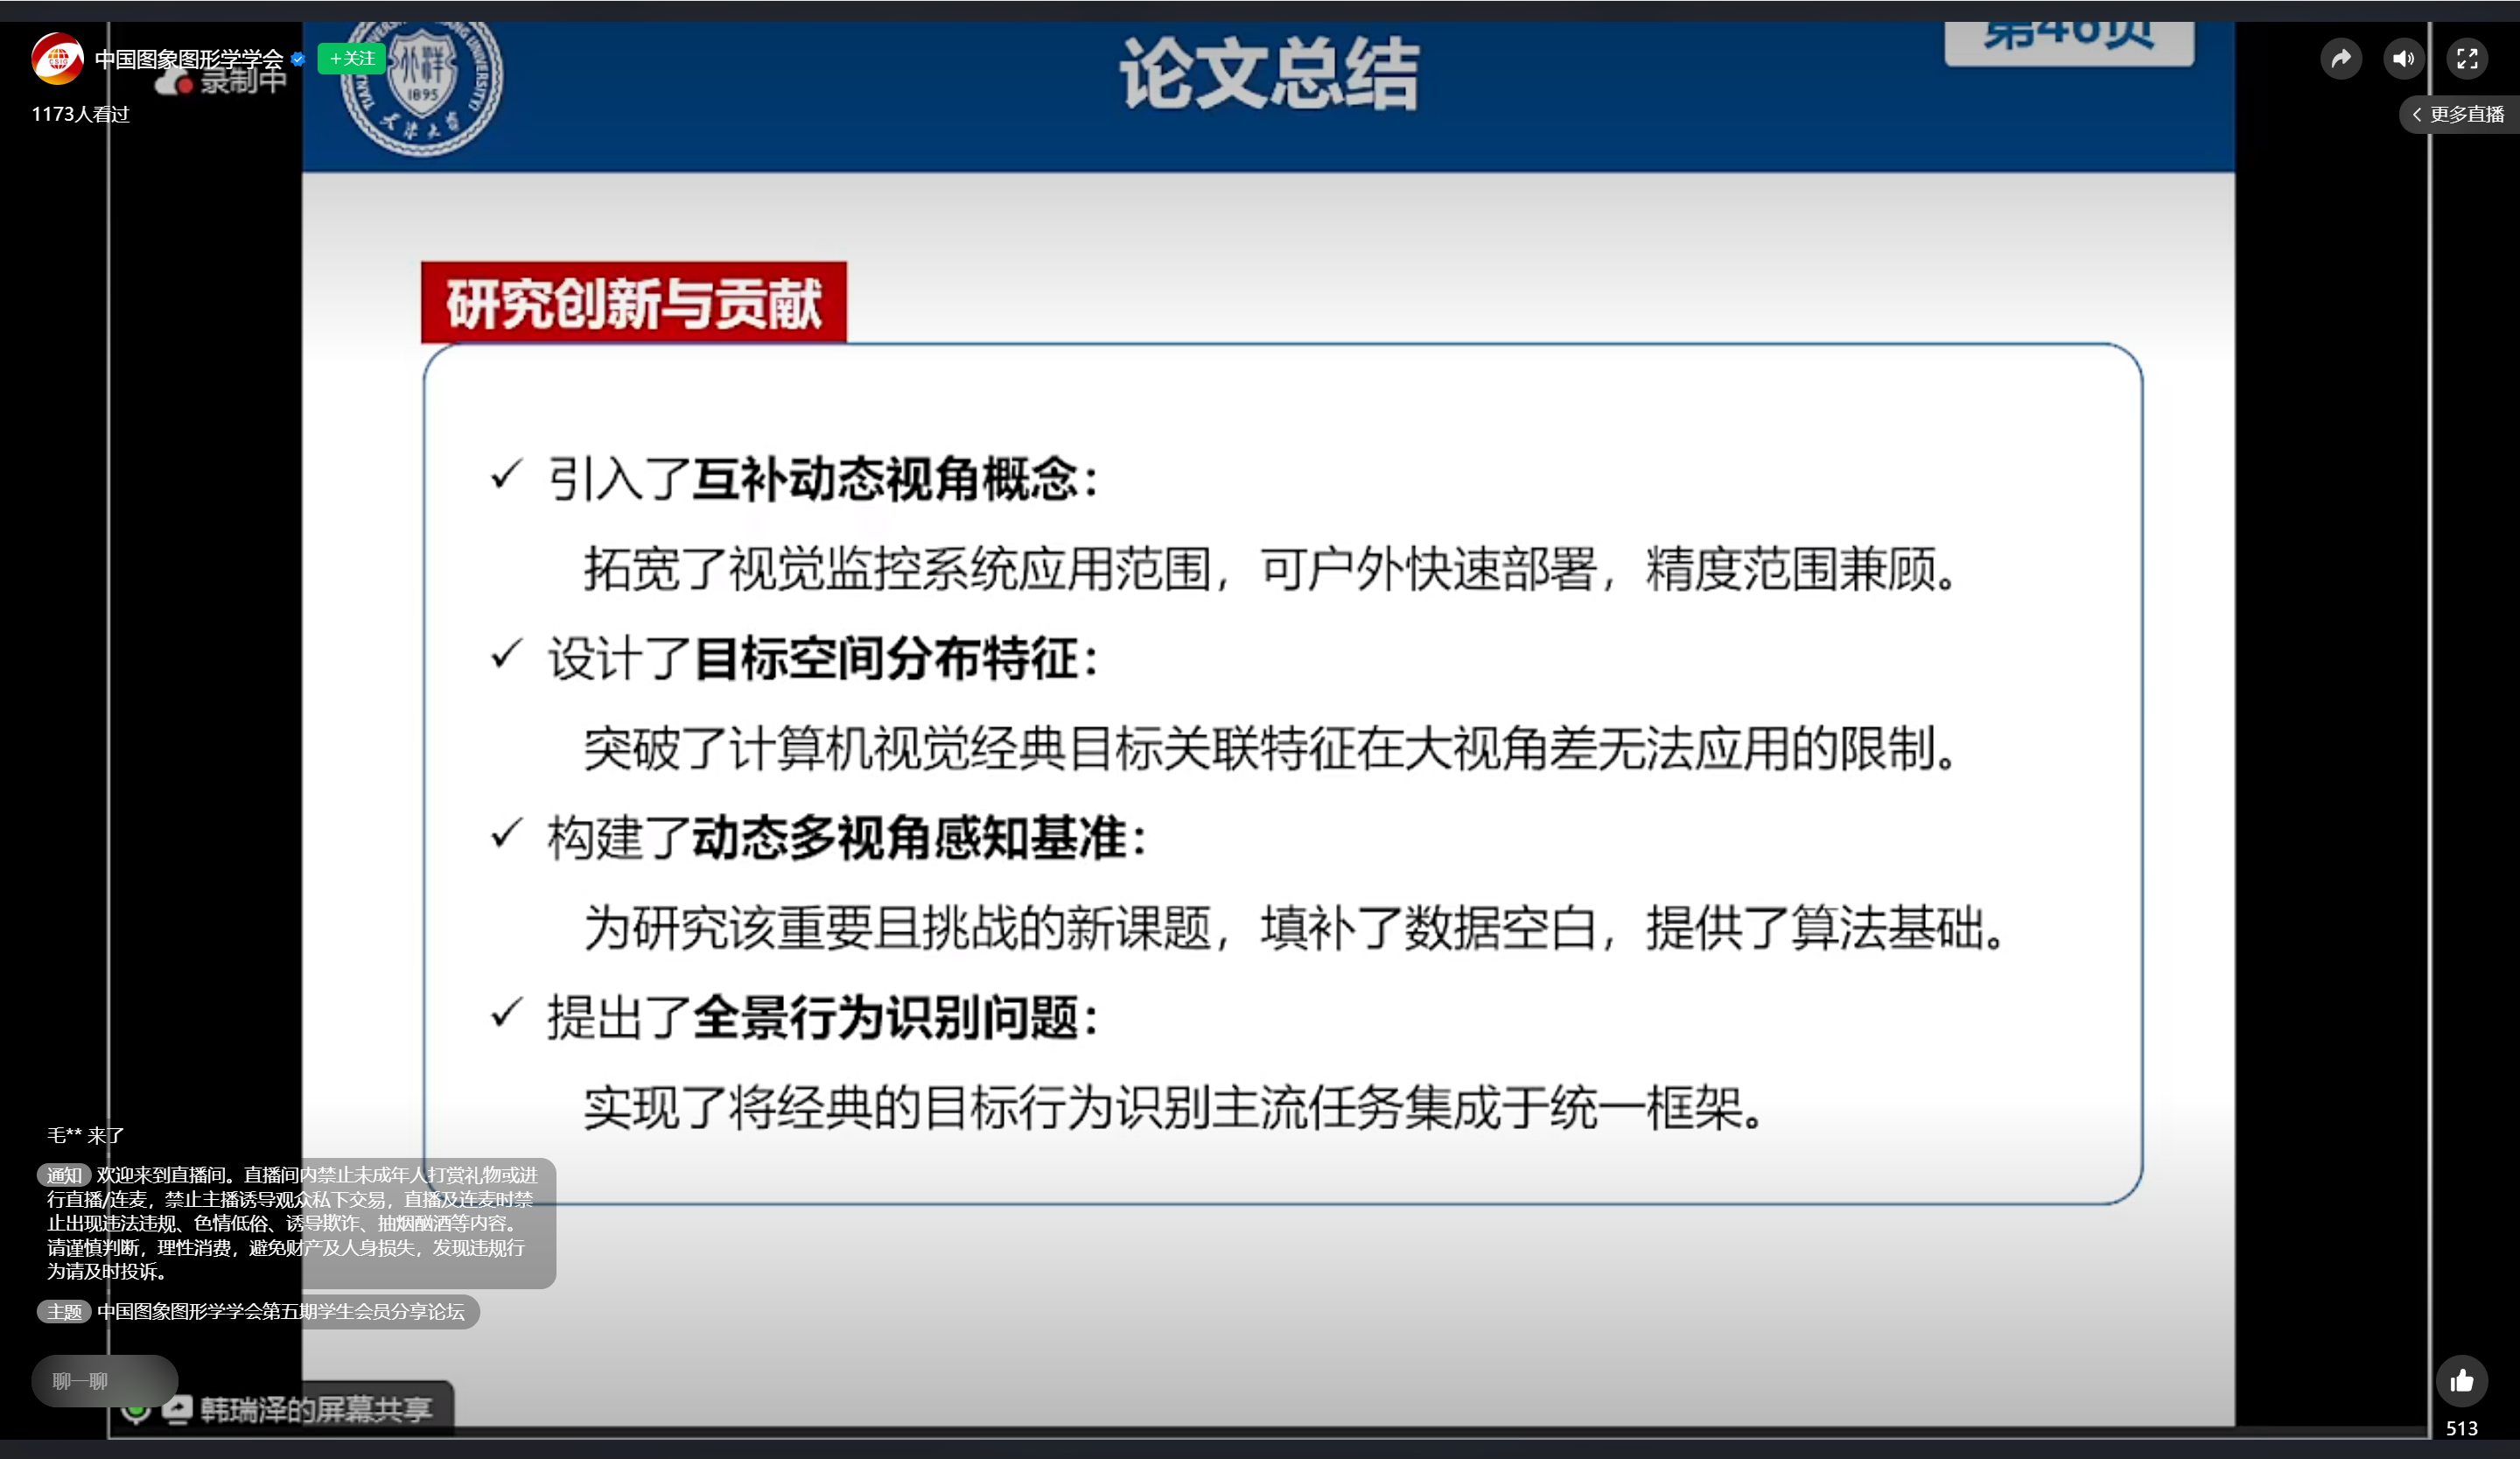 中国图象图形学学会
+关注
录制中
1173人看过
1895
天津大学
论文总结
第46页
更多直播
研究创新与贡献
✓ 引入了互补动态视角概念：
拓宽了视觉监控系统应用范围，可户外快速部署，精度范围兼顾。
✓ 设计了目标空间分布特征：
突破了计算机视觉经典目标关联特征在大视角差无法应用的限制。
✓ 构建了动态多视角感知基准：
为研究该重要且挑战的新课题，填补了数据空白，提供了算法基础。
✓ 提出了全景行为识别问题：
实现了将经典的目标行为识别主流任务集成于统一框架。
毛** 来了
通知 欢迎来到直播间。直播间内禁止未成年人打赏礼物或进
行直播/连麦，禁止主播诱导观众私下交易，直播及连麦时禁
止出现违法违规、色情低俗、诱导欺诈、抽烟酗酒等内容。
请谨慎判断，理性消费，避免财产及人身损失，发现违规行
为请及时投诉。
主题 中国图象图形学学会第五期学生会员分享论坛
聊一聊
韩瑞泽的屏幕共享
513